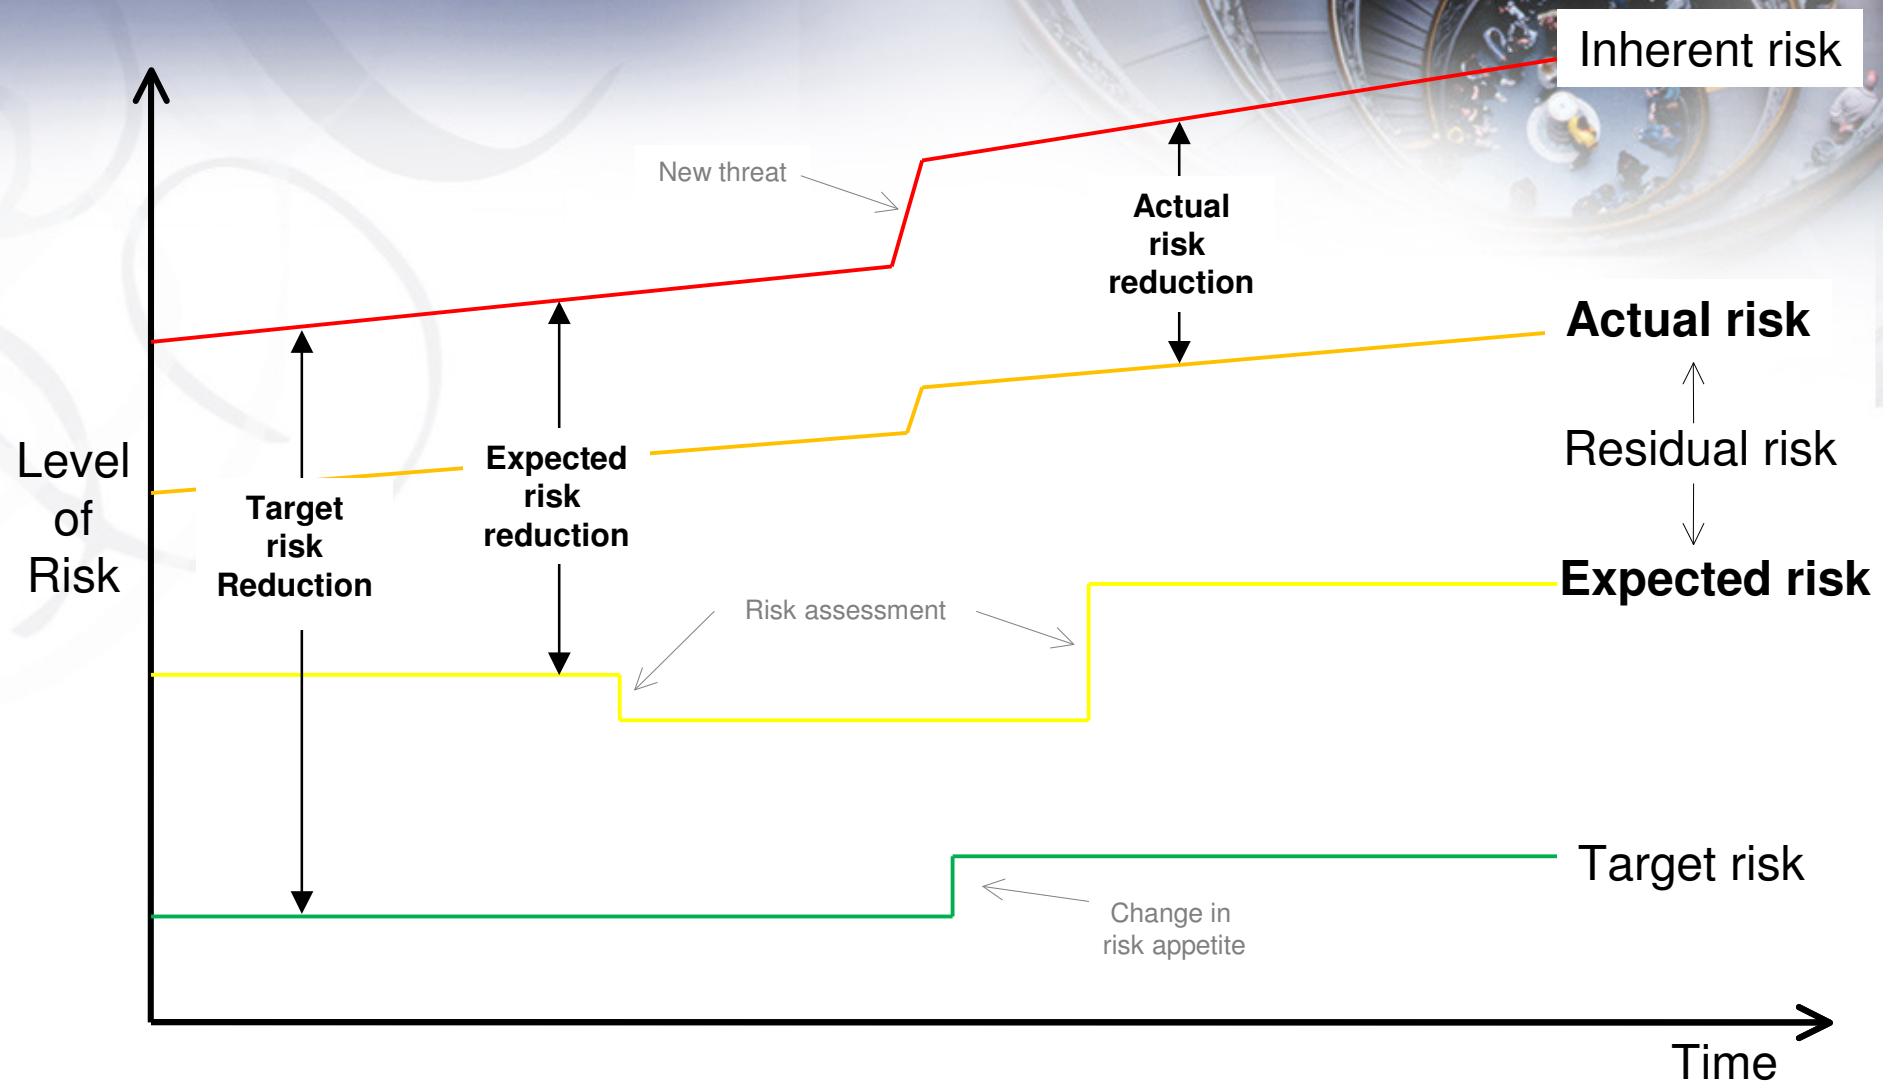 Inherent risk
New threat
Actual
risk
reduction
Actual risk
Level
of
Risk
Expected
risk
reduction
Residual risk
Target
risk
Reduction
Risk assessment
Expected risk
Target risk
Change in
risk appetite
Time